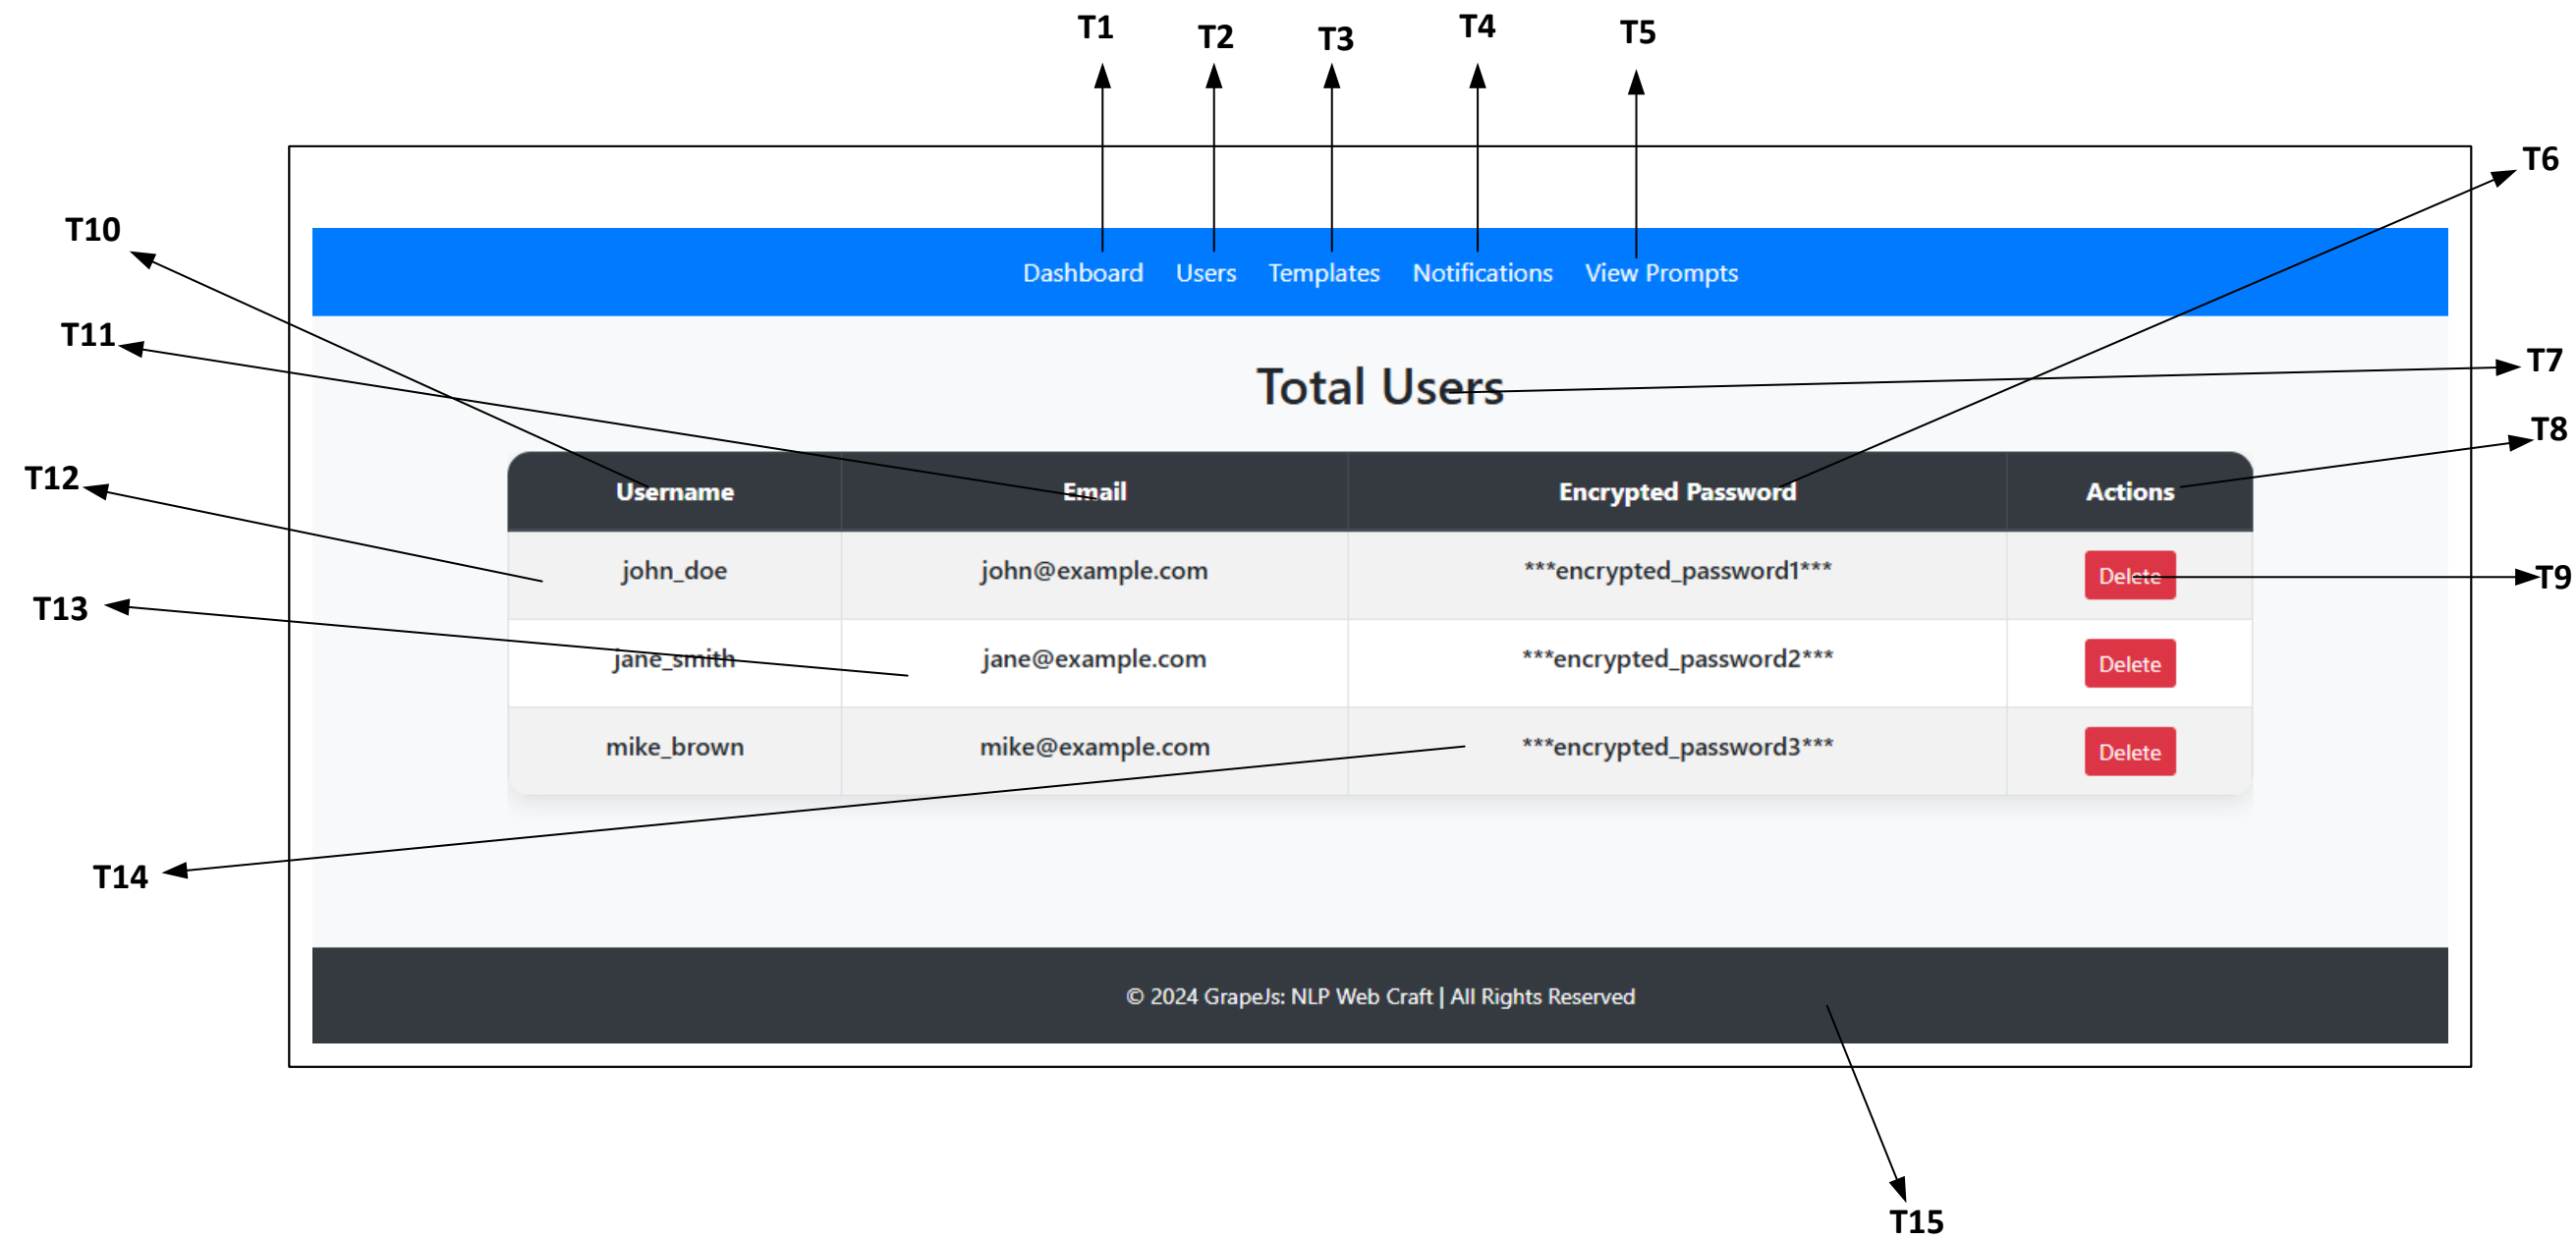 T1 T2 T3 T4 T5
T6
T10
Dashboard Users Templates Notifications View Prompts
T11
Total Users
T7
T8
T12
Username Email Encrypted Password Actions
john_doe john@example.com ***encrypted_password1*** Delete
T9
T13
jane_smith jane@example.com ***encrypted_password2*** Delete
mike_brown mike@example.com ***encrypted_password3*** Delete
T14
© 2024 GrapeJs: NLP Web Craft | All Rights Reserved
T15